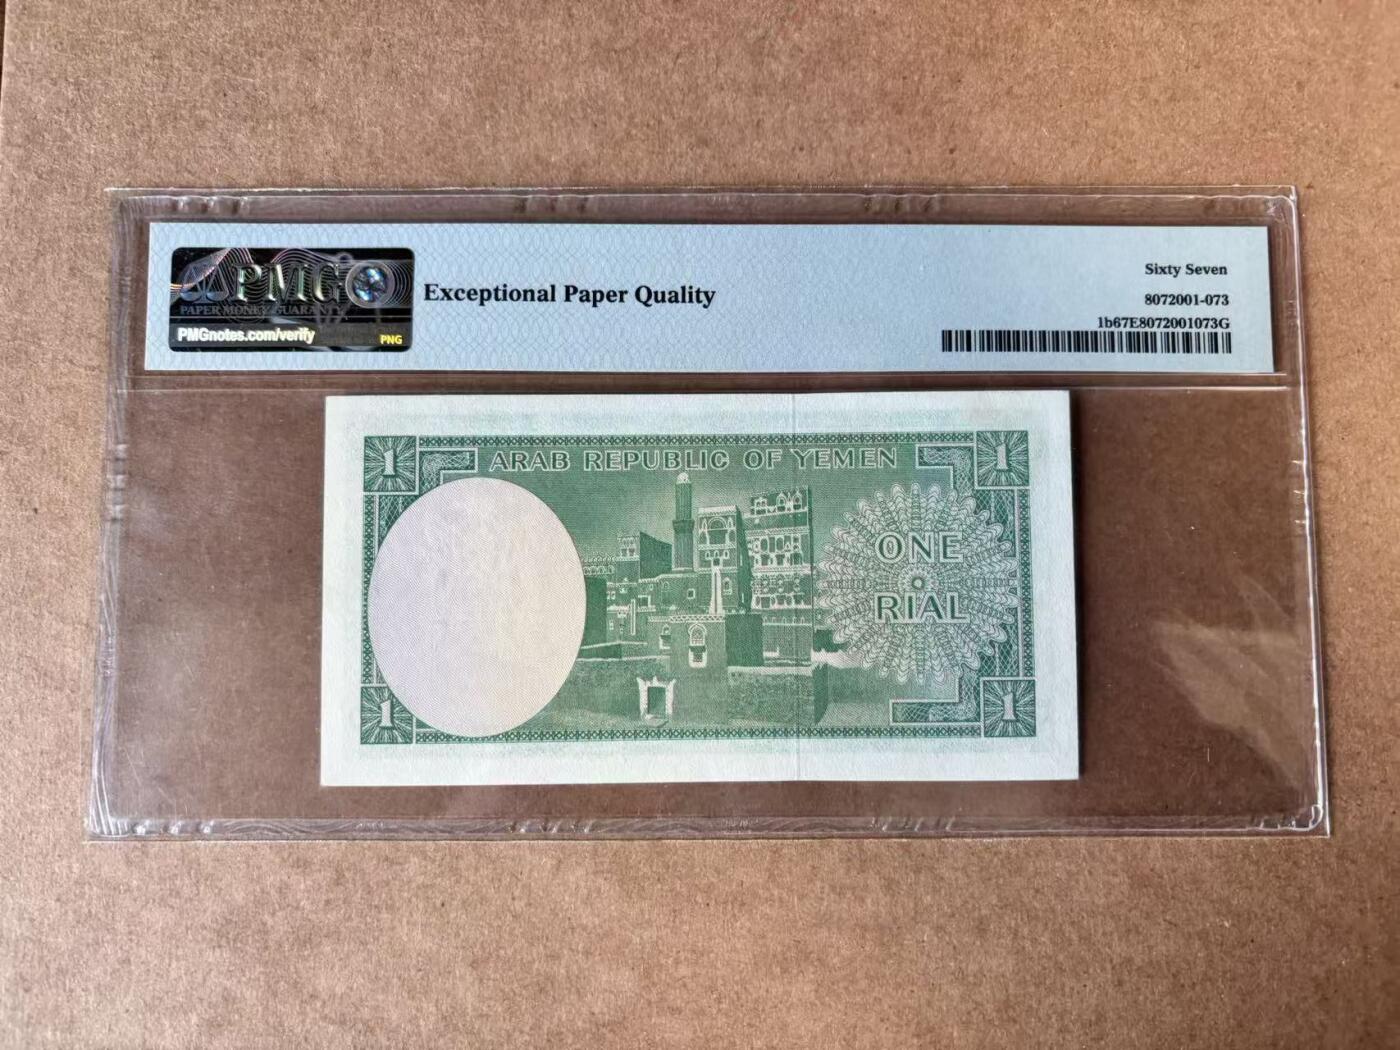 PMG
PAPER MONEY GUARANTY
PMGnotes.com/verify
PNG
Exceptional Paper Quality
Sixty Seven
8072001-073
1b67E8072001073G
1
ARAB REPUBLIC OF YEMEN
1
ONE
RIAL
1
1